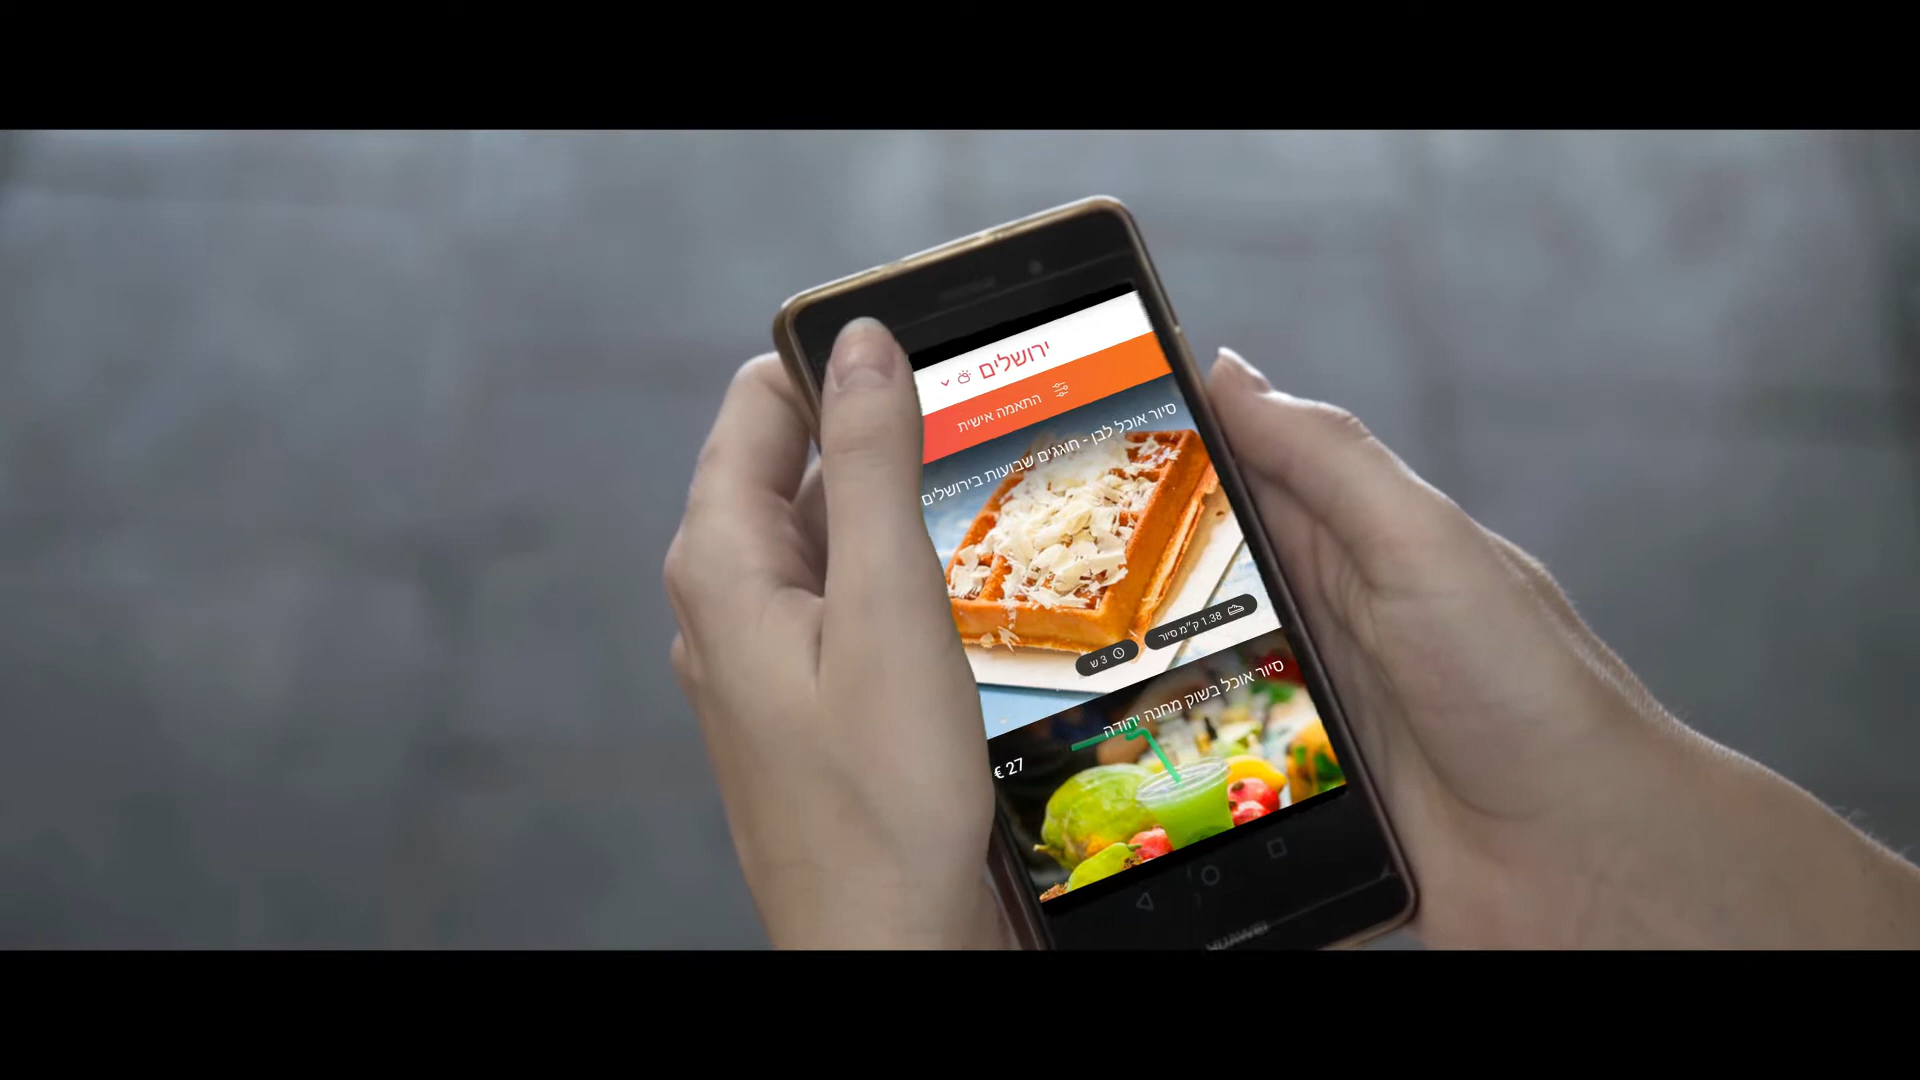 ירושלים
התאמה אישית
סיור אוכל לבן - חוגגים שבועות בירושלים
1.38 ק"מ סיור
3 ש
סיור אוכל בשוק מחנה יהודה
€ 27
HUAWEI